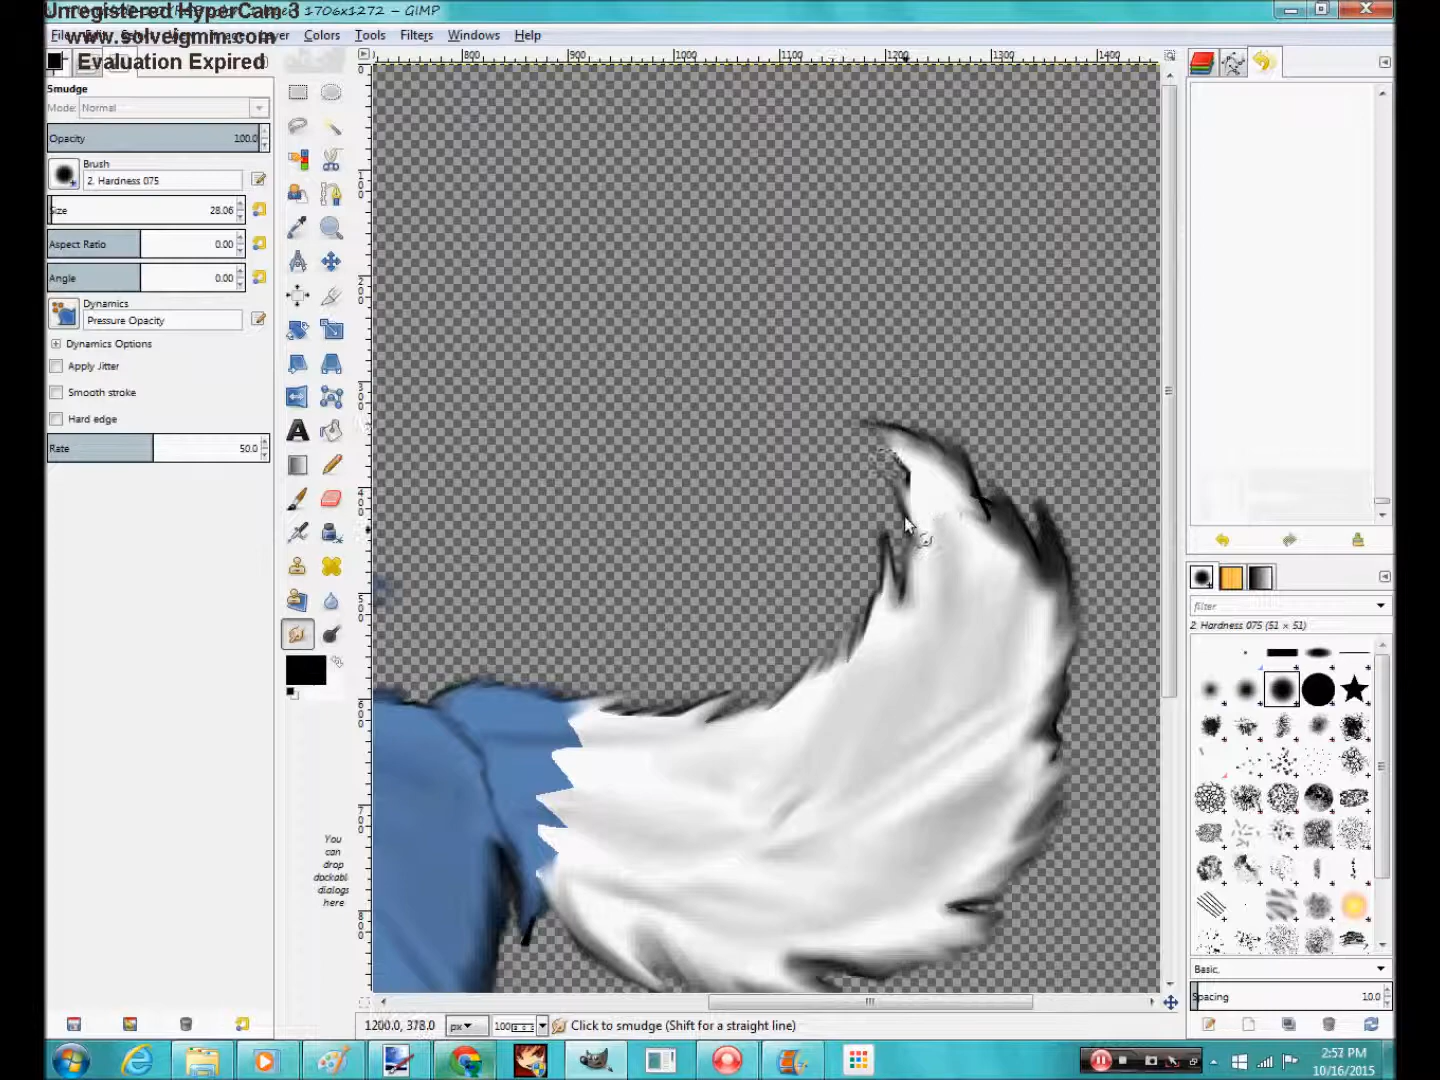 Unregistered HyperCam 3
1706x1272 – GIMP
www.solveigmm.com
Colors Tools Filters Windows Help
Evaluation Expired
800 900 1000 1100 1200 1300 1400
Smudge
Mode: Normal
Opacity 100.0
Brush
2. Hardness 075
Size 28.06
Aspect Ratio 0.00
Angle 0.00
Dynamics
Pressure Opacity
Dynamics Options
Apply Jitter
Smooth stroke
Hard edge
Rate 50.0
filter
2. Hardness 075 (51 × 51)
You
can
drop
dockabl
dialogs
here
Basic,
Spacing 10.0
1200.0, 378.0 px 100 Click to smudge (Shift for a straight line)
2:57 PM
10/16/2015